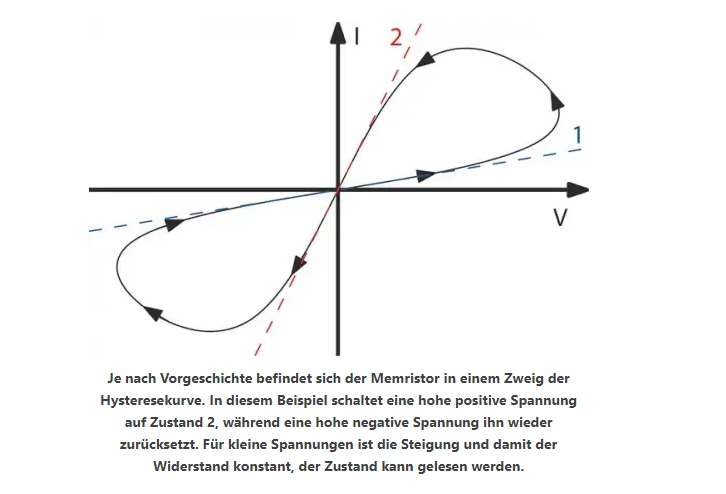 I
2
1
V
Je nach Vorgeschichte befindet sich der Memristor in einem Zweig der
Hysteresekurve. In diesem Beispiel schaltet eine hohe positive Spannung
auf Zustand 2, während eine hohe negative Spannung ihn wieder
zurücksetzt. Für kleine Spannungen ist die Steigung und damit der
Widerstand konstant, der Zustand kann gelesen werden.